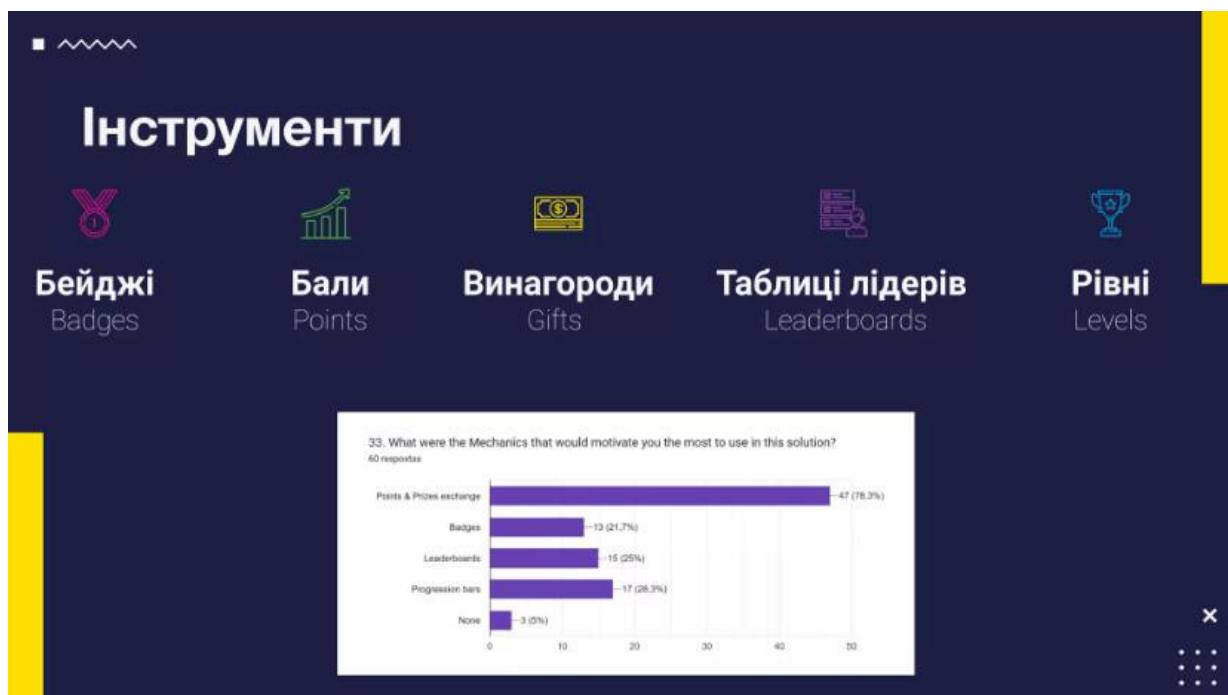 Інструменти
Бейджі
Badges
Бали
Points
Винагороди
Gifts
Таблиці лідерів
Leaderboards
Рівні
Levels
33. What were the Mechanics that would motivate you the most to use in this solution?
60 respostas
Points & Prizes exchange
47 (78,3%)
Badges
13 (21,7%)
Leaderboards
15 (25%)
Progression bars
17 (28,3%)
None
3 (5%)
0 10 20 30 40 50